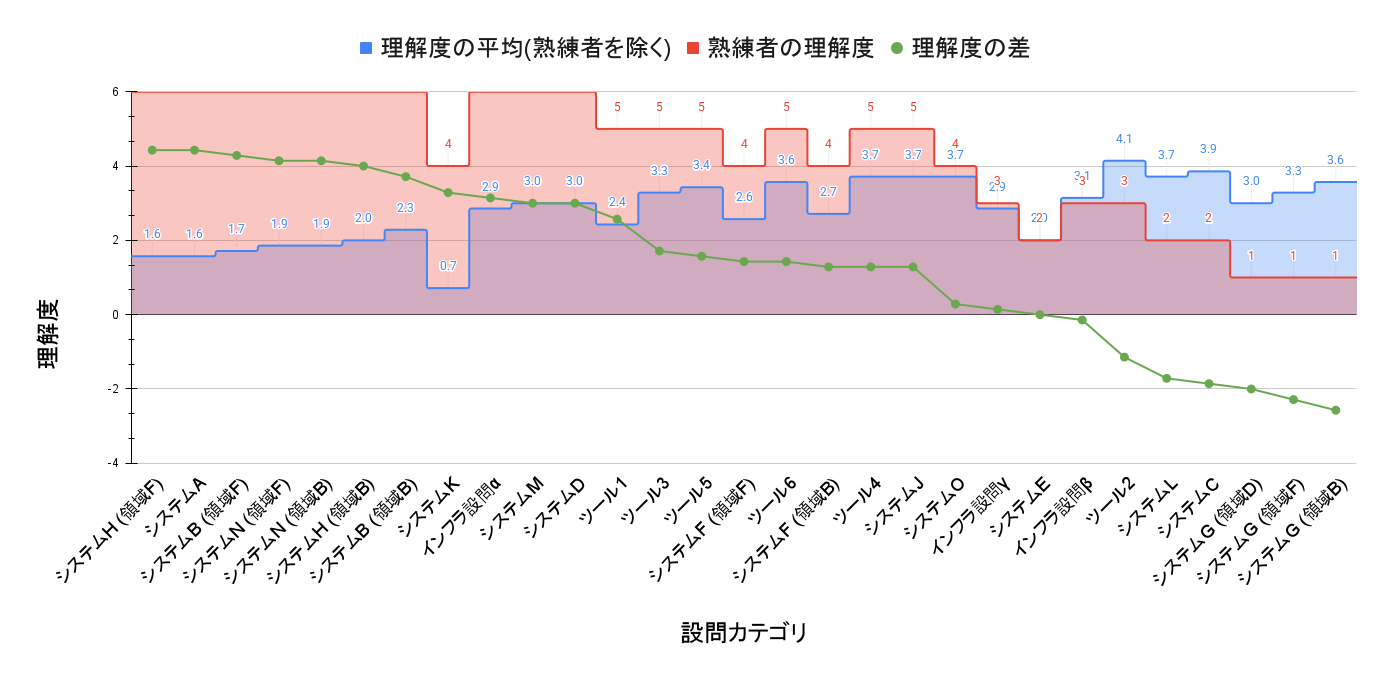 理解度の平均(熟練者を除く) 熟練者の理解度 理解度の差
理解度
6
4
2
0
-2
-4
1.6 1.6 1.7 1.9 1.9 2.0 2.3 0.7 2.9 3.0 3.0 2.4 3.3 3.4 2.6 3.6 2.7 3.7 3.7 3.7 2.9 2.0 3.1 4.1 3.7 3.9 3.0 3.3 3.6
4 5 5 5 4 5 4 5 5 4 3 2 3 3 2 2 1 1 1
システムH (領域F)
システムA
システムB (領域F)
システムN (領域F)
システムN (領域B)
システムH (領域B)
システムB (領域B)
システムK
インフラ設問α
システムM
システムD
ツール1
ツール3
ツール5
システムF (領域F)
ツール6
システムF (領域B)
ツール4
システムJ
システムO
インフラ設問γ
システムE
インフラ設問β
ツール2
システムL
システムC
システムG (領域D)
システムG (領域F)
システムG (領域B)
設問カテゴリ